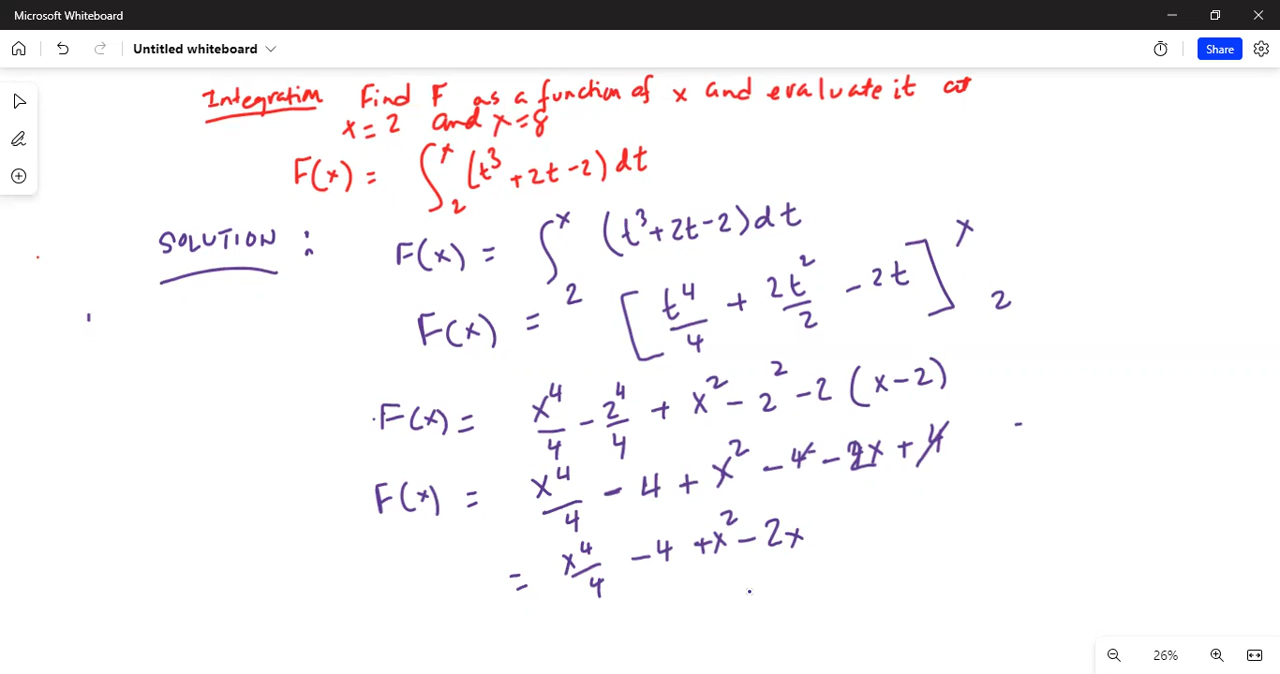 Microsoft Whiteboard
Untitled whiteboard
Share
Integration Find F as a function of x and evaluate it at
x = 2 and x = 8
F(x) = ∫₂ˣ (t³ + 2t - 2) dt
SOLUTION :
F(x) = ∫₂ˣ (t³ + 2t - 2) dt
F(x) = [t⁴/4 + 2t²/2 - 2t]₂ˣ
F(x) = x⁴/4 - 2⁴/4 + x² - 2² - 2 (x - 2)
F(x) = x⁴/4 - 4 + x² - 4 - 2x + 4
= x⁴/4 - 4 + x² - 2x
26%